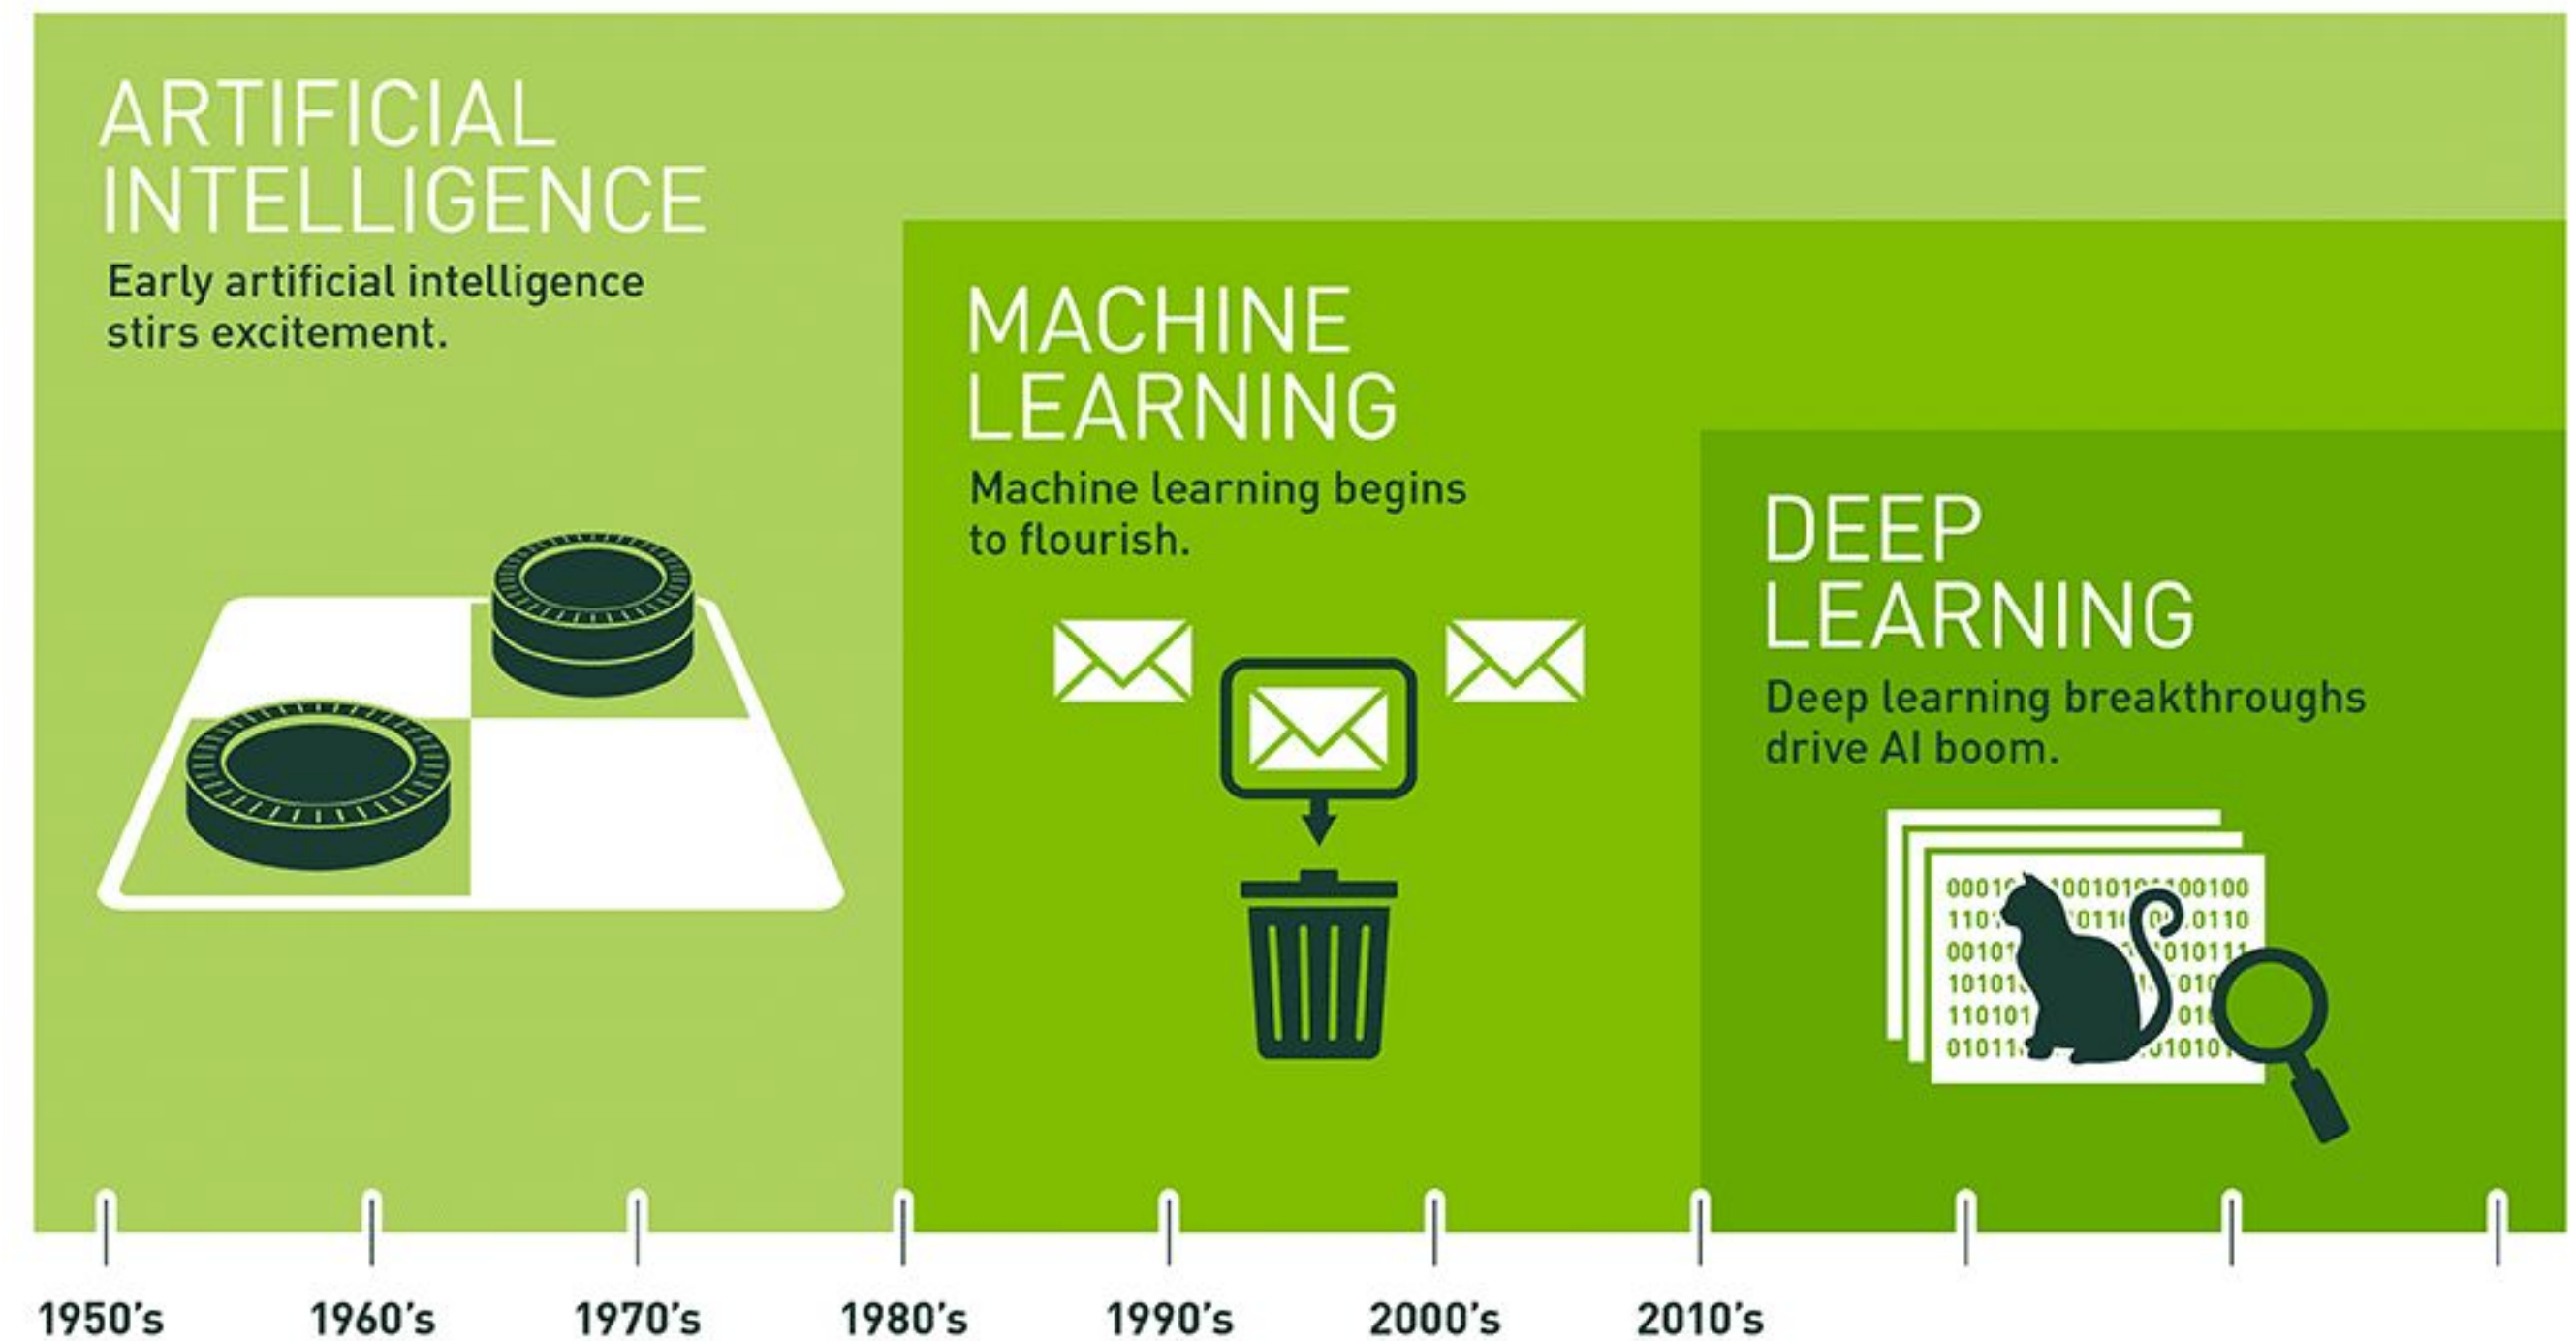 ARTIFICIAL
INTELLIGENCE
Early artificial intelligence
stirs excitement.
MACHINE
LEARNING
Machine learning begins
to flourish.
DEEP
LEARNING
Deep learning breakthroughs
drive AI boom.
1950's 1960's 1970's 1980's 1990's 2000's 2010's